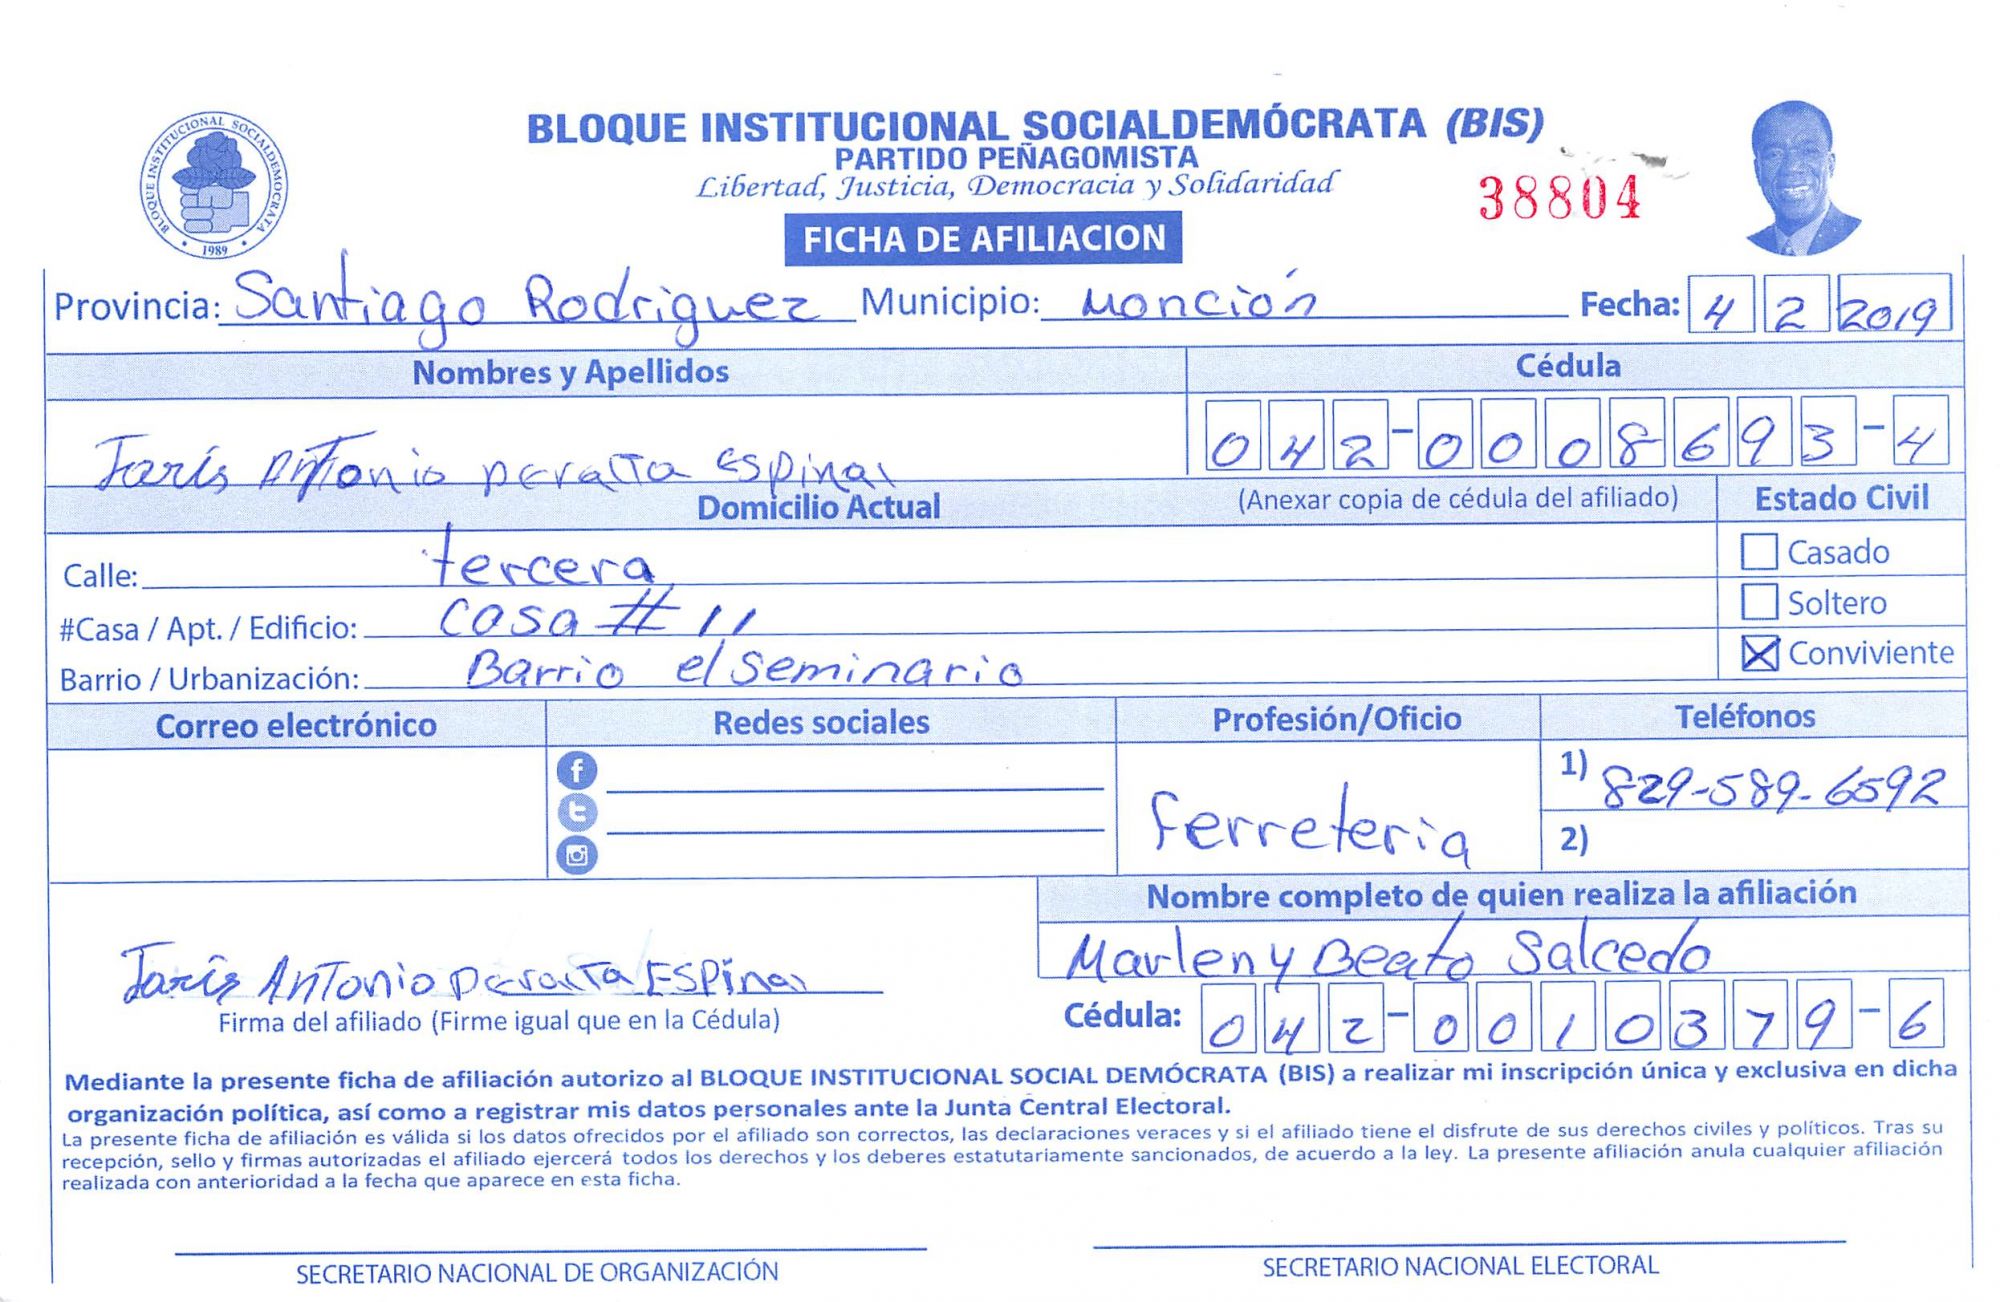 BLOQUE INSTITUCIONAL SOCIALDEMÓCRATA (BIS)
PARTIDO PEÑAGOMISTA
Libertad, Justicia, Democracia y Solidaridad
38804
BLOQUE INSTITUCIONAL SOCIALDEMOCRATA
1989
FICHA DE AFILIACION
Provincia: Santiago Rodriguez Municipio: Monción Fecha: 4 2 2019
Nombres y Apellidos Cédula
Jarís Antonio peralta Espinal 042-0008693-4
Domicilio Actual (Anexar copia de cédula del afiliado) Estado Civil
Calle: tercera Casado
#Casa / Apt. / Edificio: Casa # 11 Soltero
Barrio / Urbanización: Barrio el Seminario Conviviente
Correo electrónico Redes sociales Profesión/Oficio Teléfonos
1) 829-589-6592
Ferreteria
2)
Nombre completo de quien realiza la afiliación
Marleny Beato Salcedo
Jarís Antonio peralta Espinal
Firma del afiliado (Firme igual que en la Cédula) Cédula: 042-0010379-6
Mediante la presente ficha de afiliación autorizo al BLOQUE INSTITUCIONAL SOCIAL DEMÓCRATA (BIS) a realizar mi inscripción única y exclusiva en dicha
organización política, así como a registrar mis datos personales ante la Junta Central Electoral.
La presente ficha de afiliación es válida si los datos ofrecidos por el afiliado son correctos, las declaraciones veraces y si el afiliado tiene el disfrute de sus derechos civiles y políticos. Tras su
recepción, sello y firmas autorizadas el afiliado ejercerá todos los derechos y los deberes estatutariamente sancionados, de acuerdo a la ley. La presente afiliación anula cualquier afiliación
realizada con anterioridad a la fecha que aparece en esta ficha.
SECRETARIO NACIONAL DE ORGANIZACIÓN SECRETARIO NACIONAL ELECTORAL